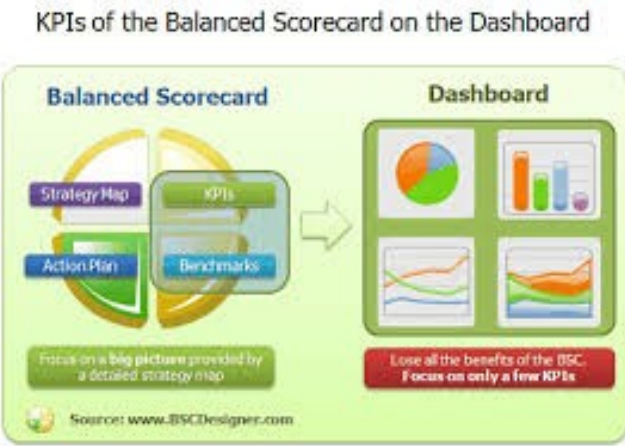 KPIs of the Balanced Scorecard on the Dashboard
Balanced Scorecard
Dashboard
Strategy Map
KPIs
Action Plan
Benchmarks
Focus on a big picture provided by
a detailed strategy map
Lose all the benefits of the BSC.
Focus on only a few KPIs
Source: www.BSCDesigner.com